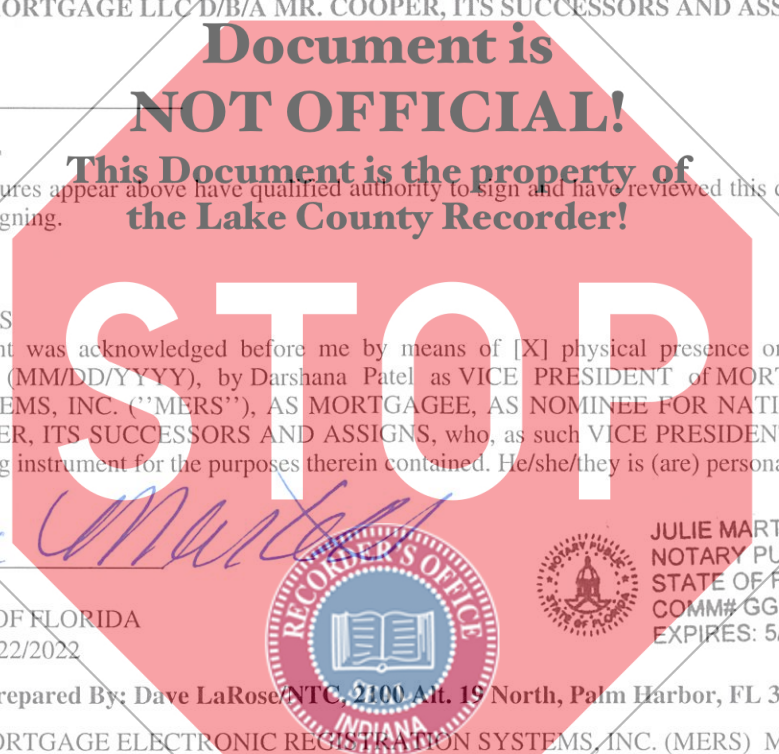 ORTGAGE LLC D/B/A MR. COOPER, ITS SUCCESSORS AND ASS
Document is
NOT OFFICIAL!
This Document is the property of
ures appear above have qualified authority to sign and have reviewed this
gning.
the Lake County Recorder!
STOP
S
nt was acknowledged before me by means of [X] physical presence or
(MM/DD/YYYY), by Darshana Patel as VICE PRESIDENT of MORT
EMS, INC. (''MERS''), AS MORTGAGEE, AS NOMINEE FOR NATI
ER, ITS SUCCESSORS AND ASSIGNS, who, as such VICE PRESIDENT
g instrument for the purposes therein contained. He/she/they is (are) persona
JULIE MART
NOTARY PU
STATE OF F
COMM# GG
EXPIRES: 5/
NOTARY PUBLIC
STATE OF FLORIDA
RECORDER'S OFFICE
INDIANA
OF FLORIDA
22/2022
repared By: Dave LaRose/NTC, 2100 Alt. 19 North, Palm Harbor, FL 3
ORTGAGE ELECTRONIC REGISTRATION SYSTEMS, INC. (MERS) M